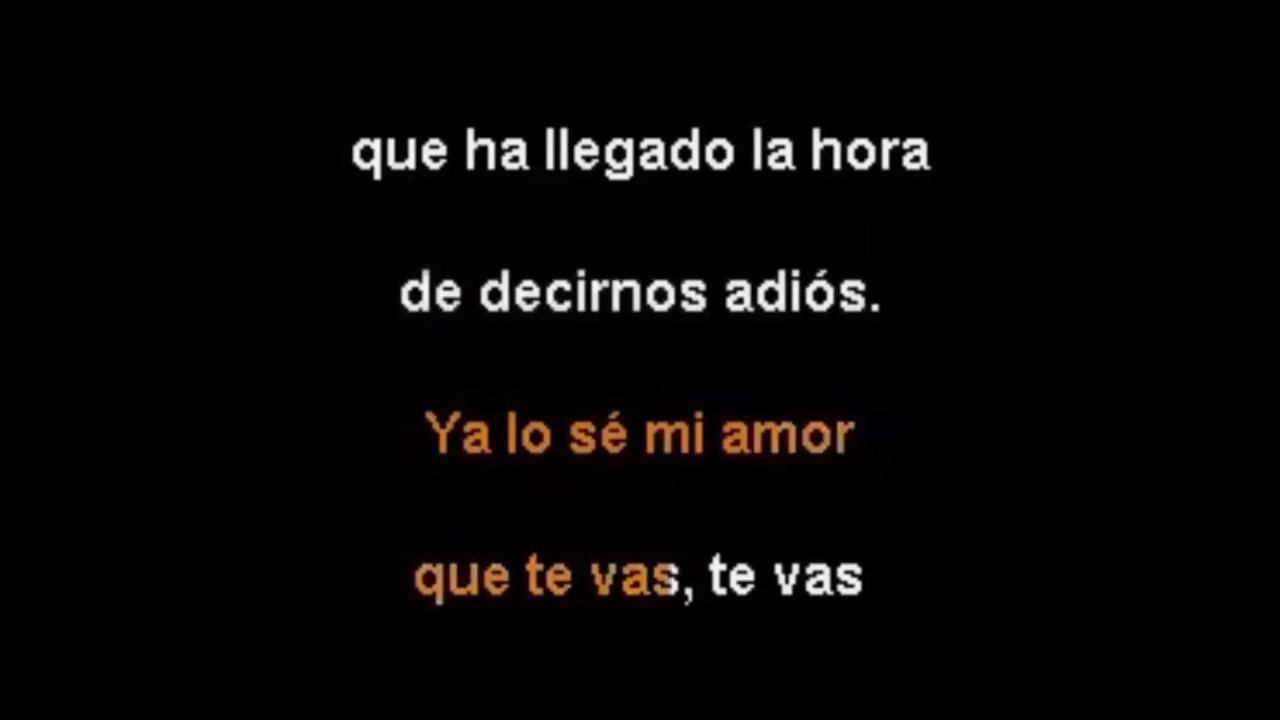 que ha llegado la hora
de decirnos adiós.
Ya lo sé mi amor
que te vas, te vas